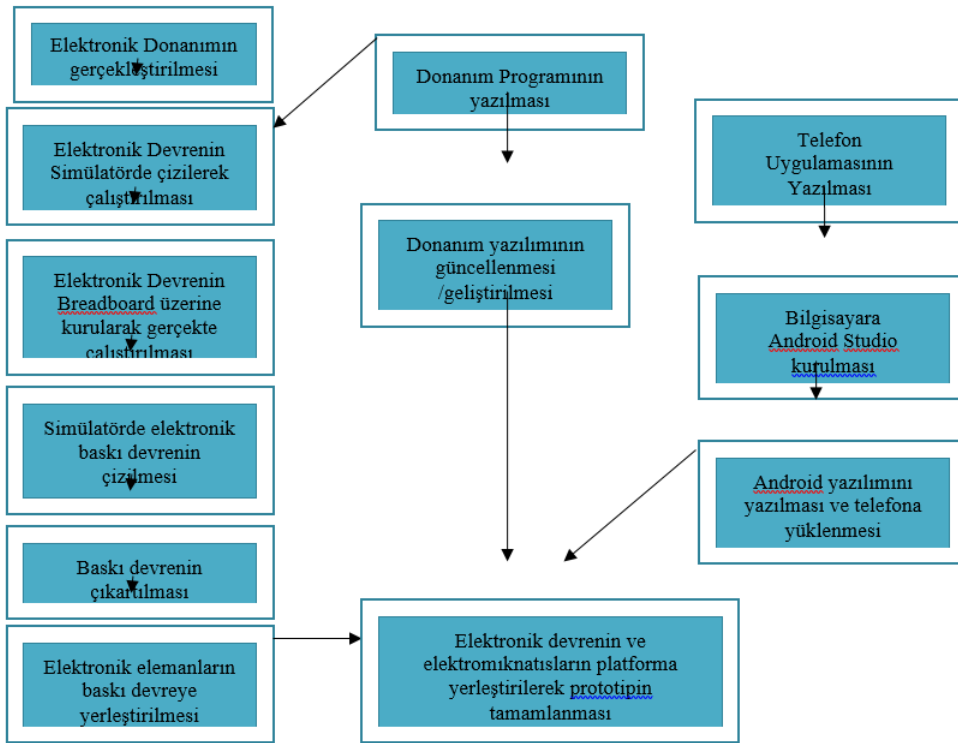 Elektronik Donanımın
gerçekleştirilmesi
Elektronik Devrenin
Simülatörde çizilerek
çalıştırılması
Elektronik Devrenin
Breadboard üzerine
kurularak gerçekte
çalıştırılması
Simülatörde elektronik
baskı devrenin
çizilmesi
Baskı devrenin
çıkartılması
Elektronik elemanların
baskı devreye
yerleştirilmesi
Donanım Programının
yazılması
Donanım yazılımının
güncellenmesi
/geliştirilmesi
Telefon
Uygulamasının
Yazılması
Bilgisayara
Android Studio
kurulması
Android yazılımını
yazılması ve telefona
yüklenmesi
Elektronik devrenin ve
elektromıknatısların platforma
yerleştirilerek prototipin
tamamlanması